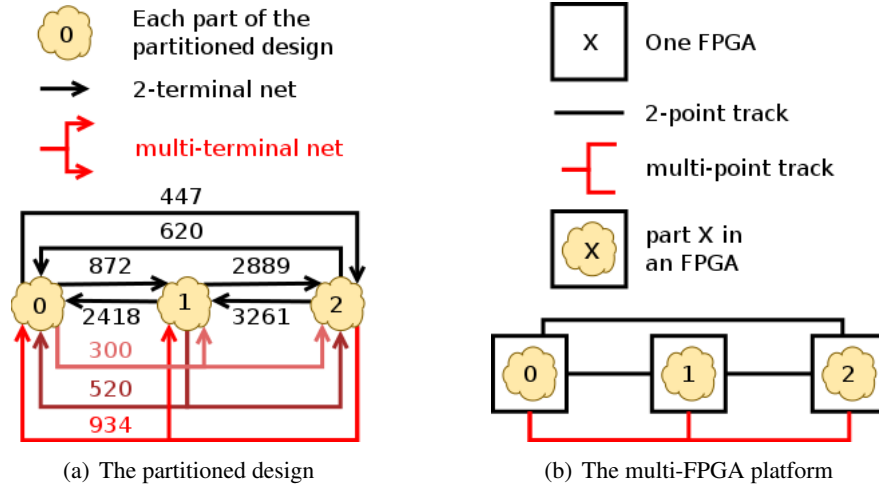 0
Each part of the
partitioned design
2-terminal net
multi-terminal net
447
620
872 2889
0 1 2
2418 3261
300
520
934
(a) The partitioned design
X
One FPGA
2-point track
multi-point track
X
part X in
an FPGA
0 1 2
(b) The multi-FPGA platform